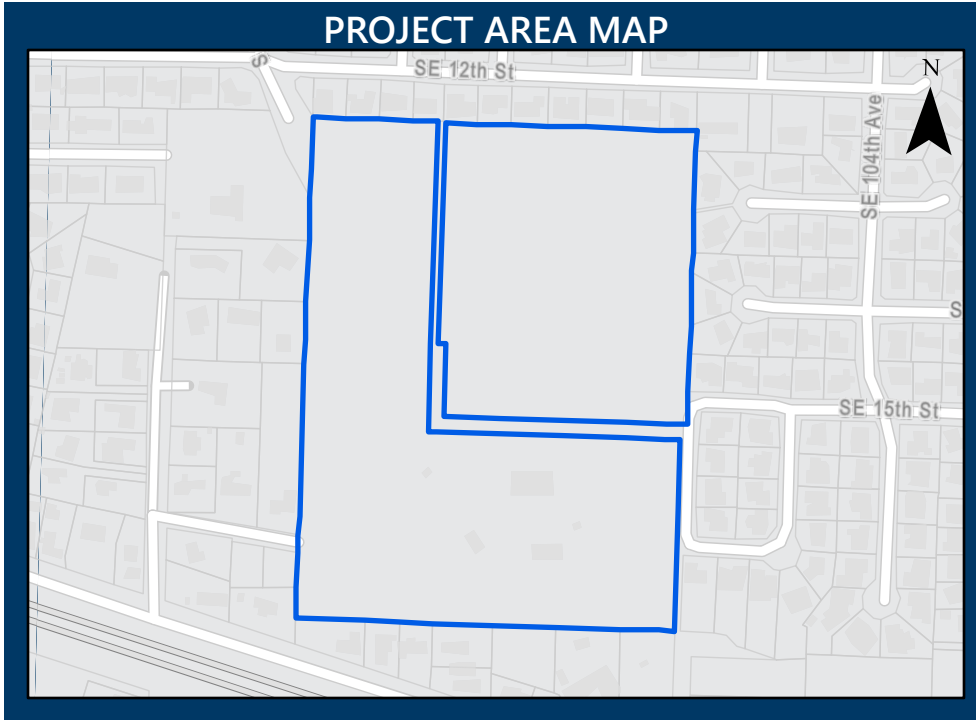 PROJECT AREA MAP
S
SE 12th St
N
SE 104th Ave
S
SE 15th St